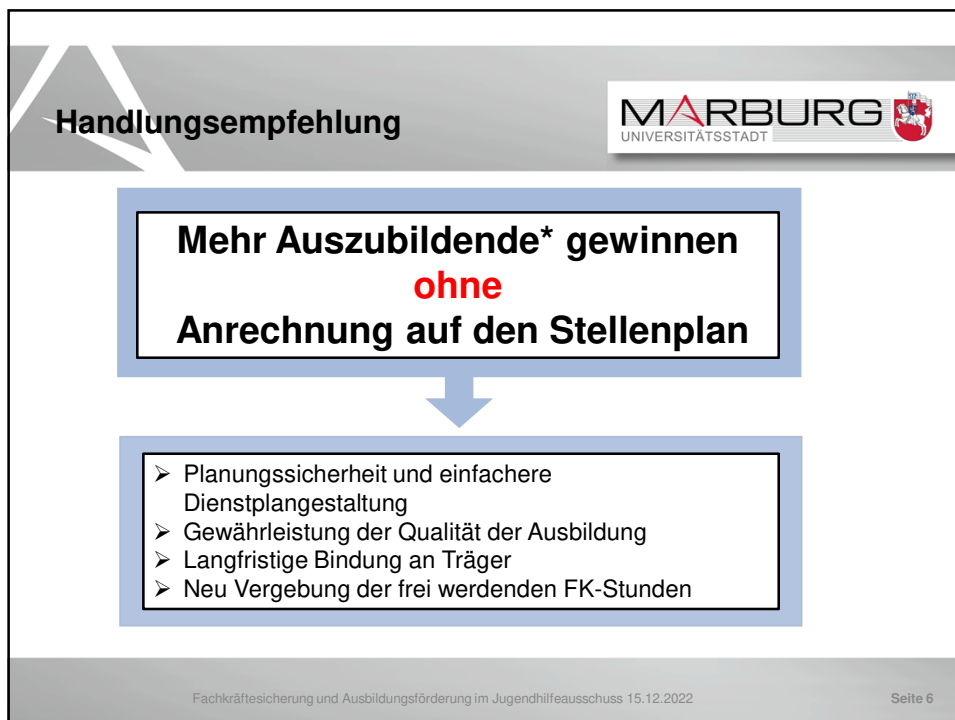 Handlungsempfehlung
MARBURG
UNIVERSITÄTSSTADT
Mehr Auszubildende* gewinnen
ohne
Anrechnung auf den Stellenplan
➢ Planungssicherheit und einfachere
Dienstplangestaltung
➢ Gewährleistung der Qualität der Ausbildung
➢ Langfristige Bindung an Träger
➢ Neu Vergebung der frei werdenden FK-Stunden
Fachkräftesicherung und Ausbildungsförderung im Jugendhilfeausschuss 15.12.2022
Seite 6